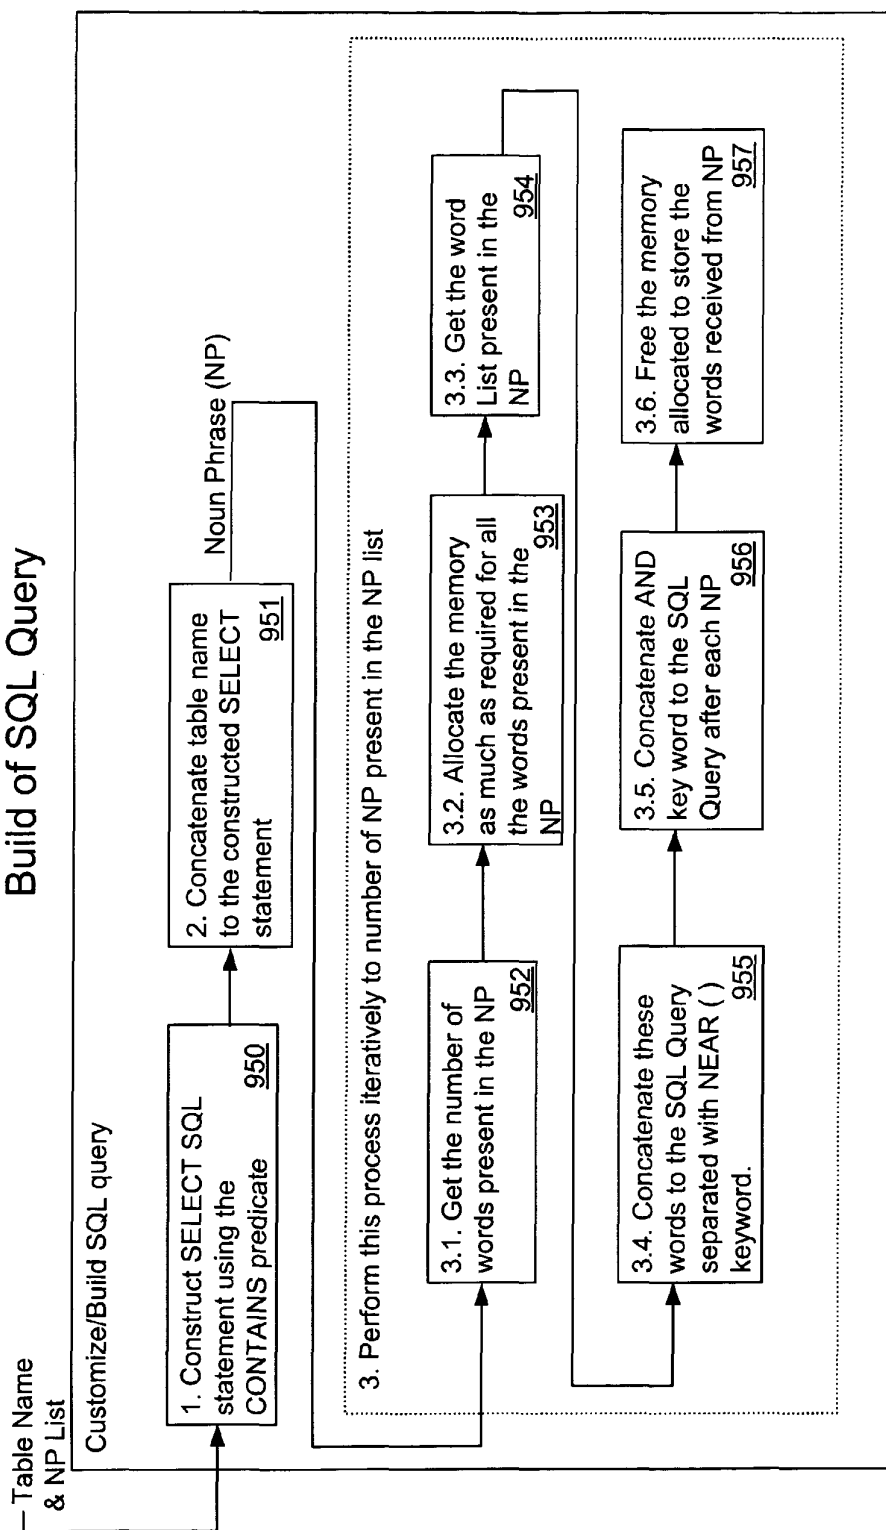 Build of SQL Query
Table Name
& NP List
Customize/Build SQL query
1. Construct SELECT SQL
statement using the
CONTAINS predicate
950
2. Concatenate table name
to the constructed SELECT
statement
951
Noun Phrase (NP)
3. Perform this process iteratively to number of NP present in the NP list
3.1. Get the number of
words present in the NP
952
3.2. Allocate the memory
as much as required for all
the words present in the
NP
953
3.3. Get the word
List present in the
NP
954
3.4. Concatenate these
words to the SQL Query
separated with NEAR ( )
keyword.
955
3.5. Concatenate AND
key word to the SQL
Query after each NP
956
3.6. Free the memory
allocated to store the
words received from NP
957